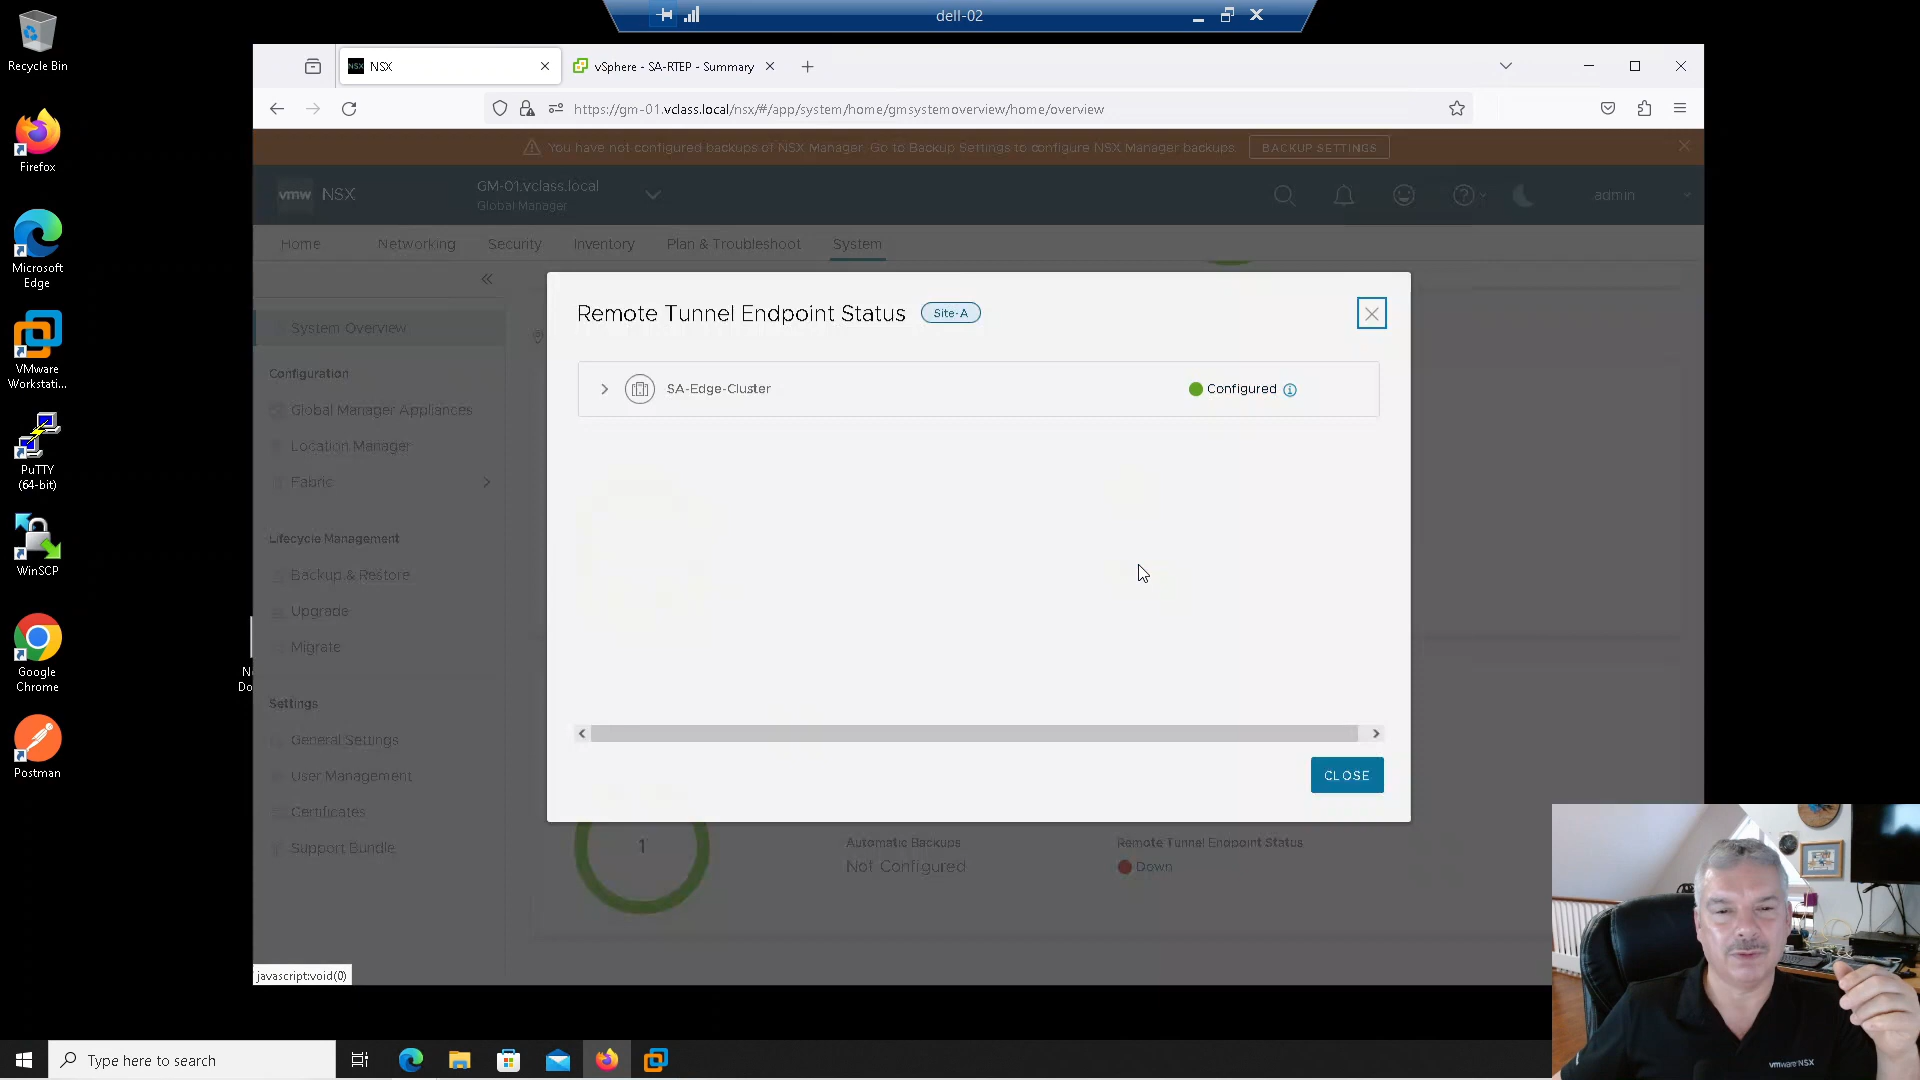 dell-02
Recycle Bin
Firefox
Microsoft
Edge
VMware
Workstati...
PuTTY
(64-bit)
WinSCP
Google
Chrome
Postman
NSX
vSphere - SA-RTEP - Summary
https://gm-01.vclass.local/nsx/#/app/system/home/gmsystemoverview/home/overview
You have not configured backups of NSX Manager. Go to Backup Settings to configure NSX Manager backups.
BACKUP SETTINGS
vmw NSX
GM-01.vclass.local
Global Manager
admin
Home
Networking
Security
Inventory
Plan & Troubleshoot
System
System Overview
Configuration
Global Manager Appliances
Location Manager
Fabric
Lifecycle Management
Backup & Restore
Upgrade
Migrate
Settings
General Settings
User Management
Certificates
Support Bundle
Remote Tunnel Endpoint Status
Site-A
SA-Edge-Cluster
Configured
CLOSE
1
Automatic Backups
Not Configured
Remote Tunnel Endpoint Status
Down
javascript:void(0)
Type here to search
vmware NSX